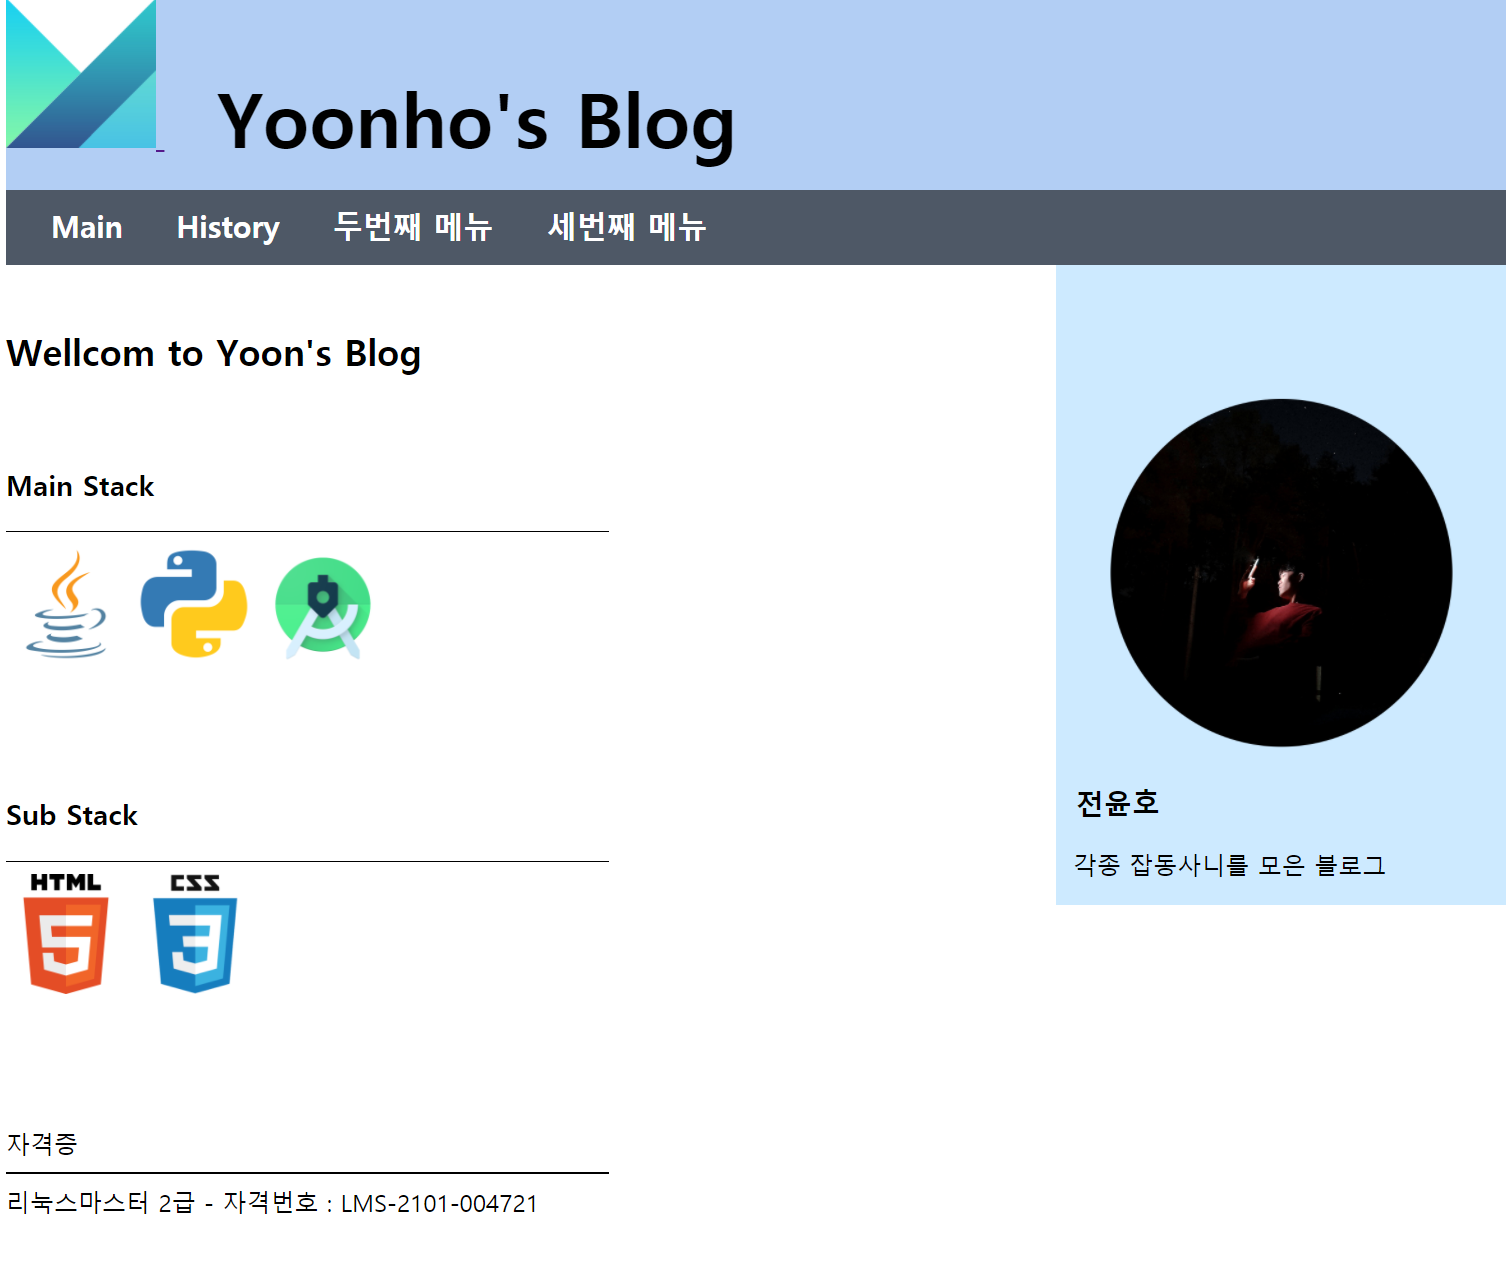 Yoonho's Blog
Main History 두번째 메뉴 세번째 메뉴
Wellcom to Yoon's Blog
Main Stack
Sub Stack
HTML CSS
5 3
전윤호
각종 잡동사니를 모은 블로그
자격증
리눅스마스터 2급 - 자격번호 : LMS-2101-004721